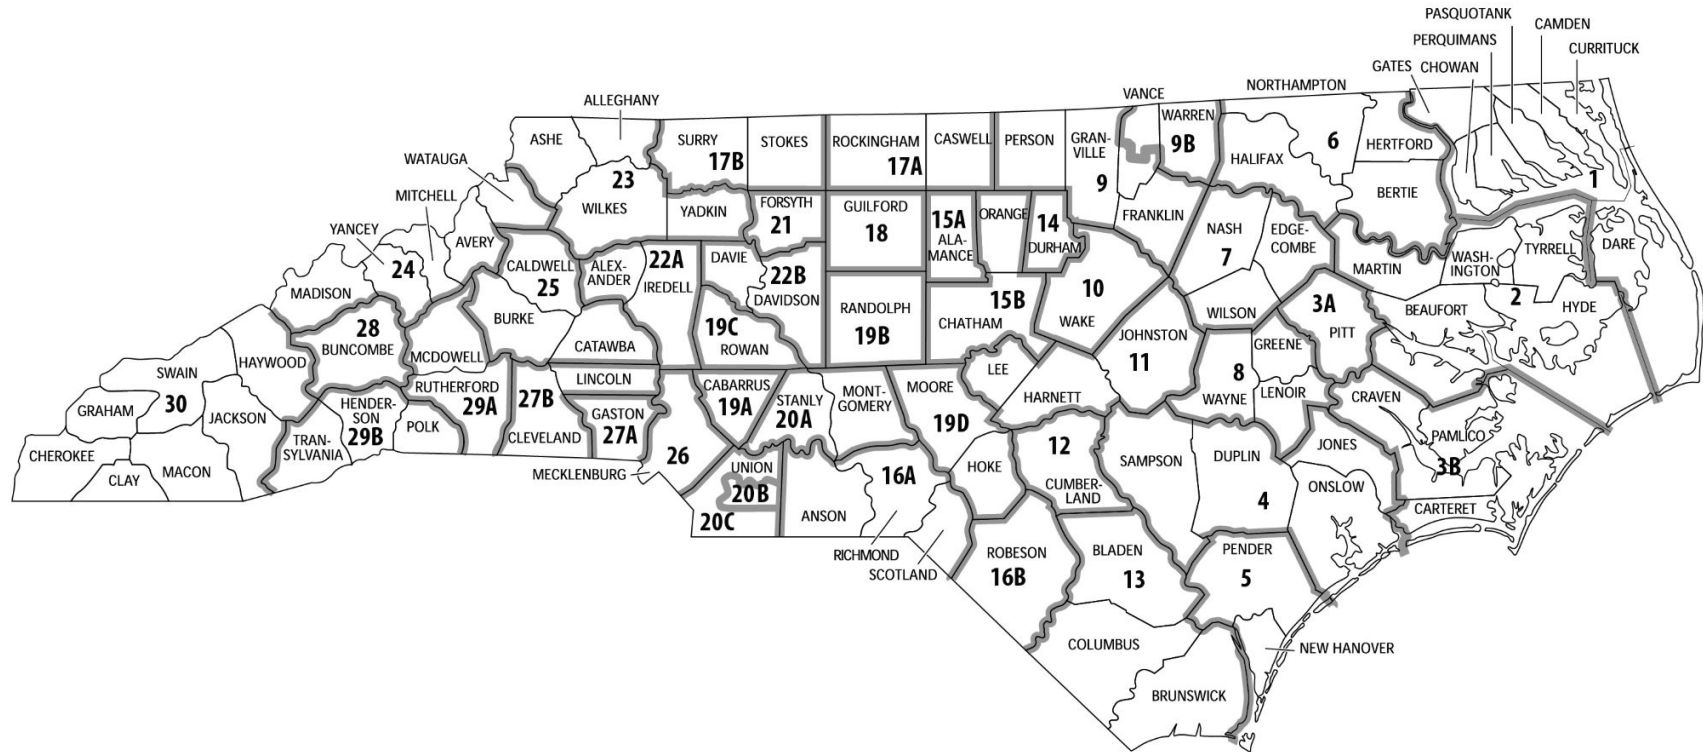 PASQUOTANK
CAMDEN
PERQUIMANS
CURRITUCK
GATES
CHOWAN
NORTHAMPTON
VANCE
ALLEGHANY
ASHE
SURRY
17B
STOKES
ROCKINGHAM
17A
CASWELL
PERSON
GRAN-
VILLE
9
WARREN
9B
HALIFAX
6
HERTFORD
BERTIE
1
WATAUGA
MITCHELL
YANCEY
23
WILKES
YADKIN
FORSYTH
21
GUILFORD
18
15A
ALA-
MANCE
ORANGE
14
DURHAM
FRANKLIN
NASH
7
EDGE-
COMBE
MARTIN
WASH-
INGTON
TYRRELL
DARE
AVERY
24
MADISON
CALDWELL
25
ALEX-
ANDER
22A
IREDELL
DAVIE
22B
DAVIDSON
RANDOLPH
19B
15B
CHATHAM
10
WAKE
WILSON
3A
PITT
BEAUFORT
2
HYDE
28
BUNCOMBE
MCDOWELL
BURKE
CATAWBA
19C
ROWAN
JOHNSTON
11
GREENE
8
WAYNE
LENOIR
CRAVEN
HAYWOOD
SWAIN
30
GRAHAM
JACKSON
CHEROKEE
CLAY
MACON
TRAN-
SYLVANIA
HENDER-
SON
29B
RUTHERFORD
29A
POLK
27B
CLEVELAND
LINCOLN
GASTON
27A
CABARRUS
19A
STANLY
20A
MONT-
GOMERY
MOORE
19D
LEE
HARNETT
MECKLENBURG
26
UNION
20B
20C
ANSON
16A
RICHMOND
SCOTLAND
HOKE
12
CUMBER-
LAND
SAMPSON
DUPLIN
4
JONES
ONSLOW
PAMLICO
3B
CARTERET
ROBESON
16B
BLADEN
13
PENDER
5
COLUMBUS
NEW HANOVER
BRUNSWICK